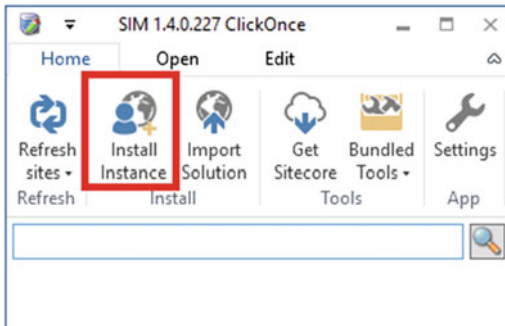 SIM 1.4.0.227 ClickOnce
Home Open Edit
Refresh Install Import Get Bundled Settings
sites Instance Solution Sitecore Tools
Refresh Install Tools App